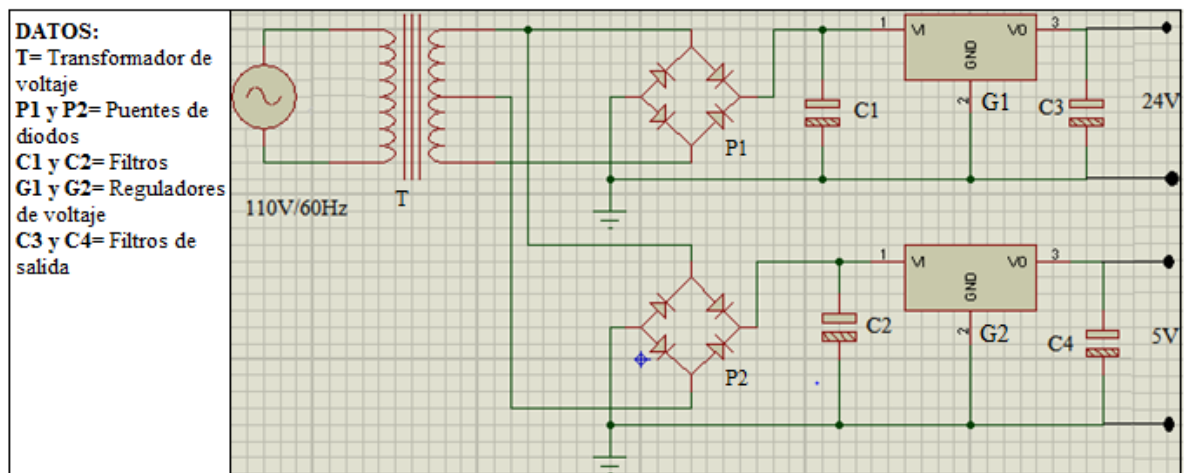 DATOS:
T= Transformador de
voltaje
P1 y P2= Puentes de
diodos
C1 y C2= Filtros
G1 y G2= Reguladores
de voltaje
C3 y C4= Filtros de
salida
110V/60Hz
T
P1
C1
1
VI
VO
3
GND
2
G1
C3
24V
P2
C2
1
VI
VO
3
GND
2
G2
C4
5V